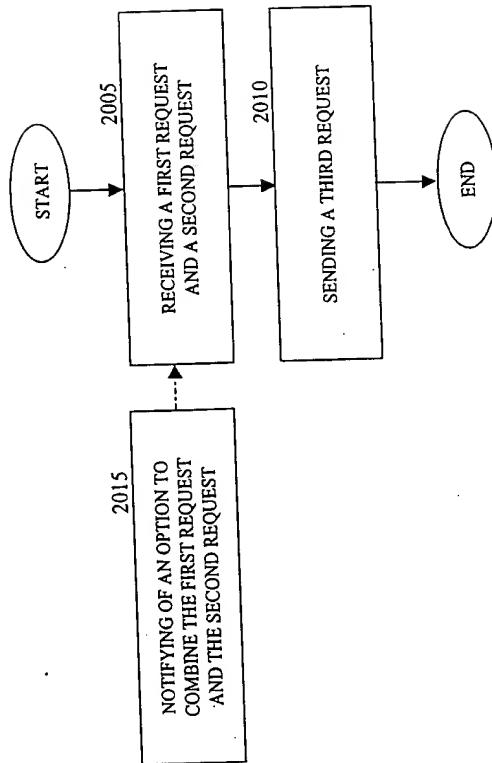 START
2005
RECEIVING A FIRST REQUEST
AND A SECOND REQUEST
2010
SENDING A THIRD REQUEST
END
2015
NOTIFYING OF AN OPTION TO
COMBINE THE FIRST REQUEST
AND THE SECOND REQUEST